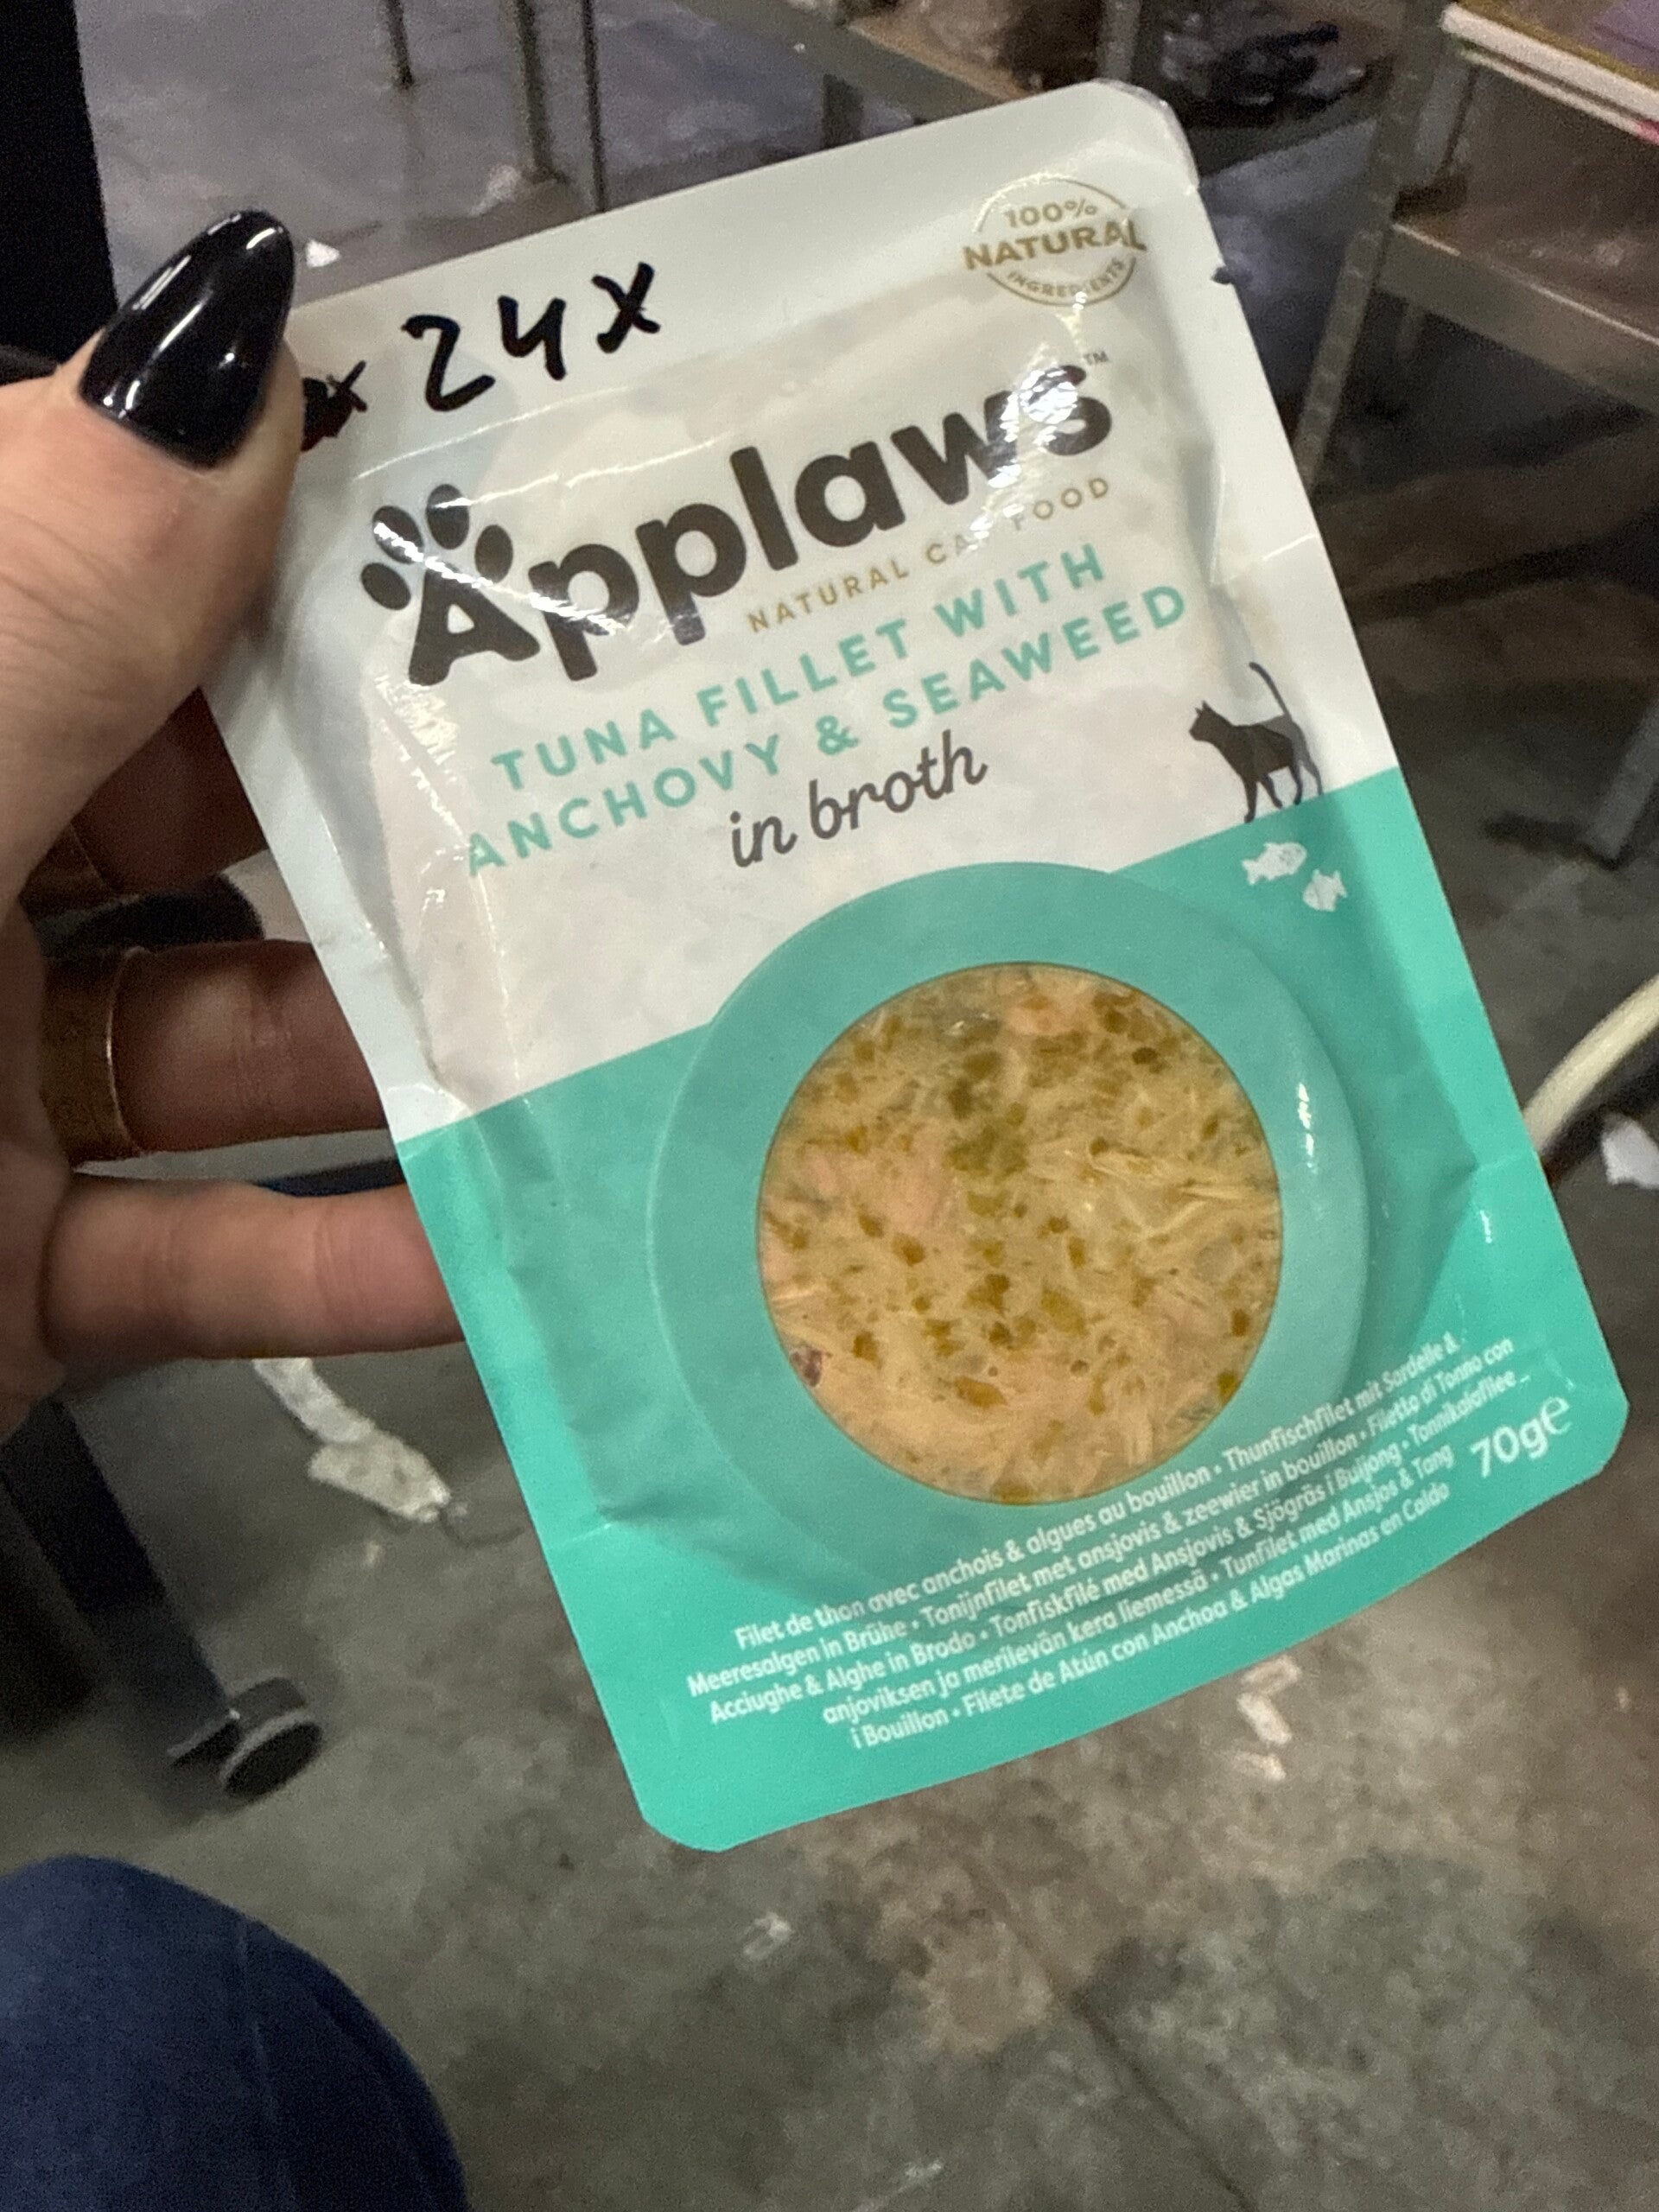 100%
NATURAL
INGREDIENTS
24x
Applaws™
NATURAL CAT FOOD
TUNA FILLET WITH
ANCHOVY & SEAWEED
in broth
Filet de thon avec anchois & algues au bouillon • Thunfischfilet mit Sardelle &
Meeresalgen in Brühe • Tonijnfilet met ansjovis & zeewier in bouillon • Filetto di Tonno con
Acciughe & Alghe in Brodo • Tonfiskfilé med Ansjovis & Sjögräs i Buljong • Tonnikalafilee
anjoviksen ja merilevän kera liemessä • Tunfilet med Ansjos & Tang
i Bouillon • Filete de Atún con Anchoa & Algas Marinas en Caldo
70g℮